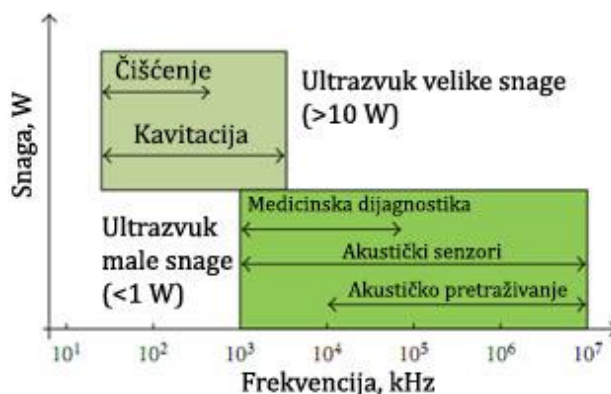 Snaga, W
Čišćenje
Kavitacija
Ultrazvuk velike snage
(>10 W)
Ultrazvuk
male snage
(<1 W)
Medicinska dijagnostika
Akustički senzori
Akustičko pretraživanje
10¹ 10² 10³ 10⁴ 10⁵ 10⁶ 10⁷
Frekvencija, kHz